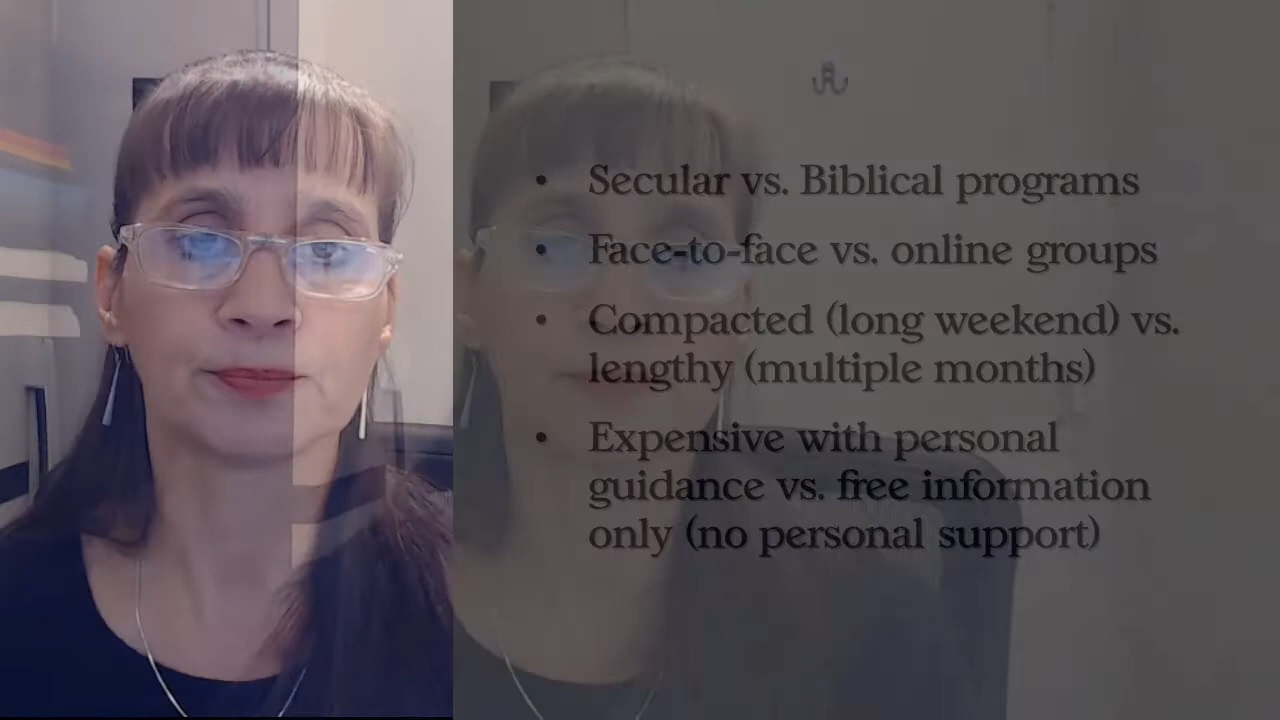 • Secular vs. Biblical programs
• Face-to-face vs. online groups
• Compacted (long weekend) vs.
lengthy (multiple months)
• Expensive with personal
guidance vs. free information
only (no personal support)